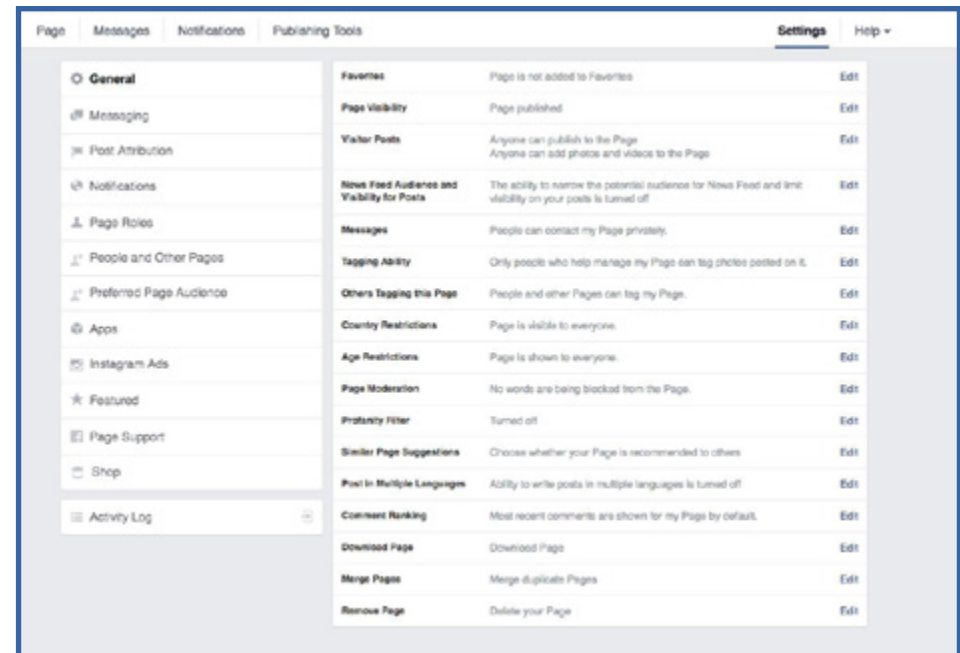 Page Messages Notifications Publishing Tools Settings Help
General
Messaging
Post Attribution
Notifications
Page Roles
People and Other Pages
Preferred Page Audience
Apps
Instagram Ads
Featured
Page Support
Shop
Activity Log
Favorites Page is not added to Favorites Edit
Page Visibility Page published Edit
Visitor Posts Anyone can publish to the Page Edit
Anyone can add photos and videos to the Page
News Feed Audience and The ability to narrow the potential audience for News Feed and limit Edit
Visibility for Posts visibility on your posts is turned off
Messages People can contact my Page privately. Edit
Tagging Ability Only people who help manage my Page can tag photos posted on it. Edit
Others Tagging this Page People and other Pages can tag my Page. Edit
Country Restrictions Page is visible to everyone. Edit
Age Restrictions Page is shown to everyone. Edit
Page Moderation No words are being blocked from the Page. Edit
Profanity Filter Turned off Edit
Similar Page Suggestions Choose whether your Page is recommended to others Edit
Post in Multiple Languages Ability to write posts in multiple languages is turned off Edit
Comment Ranking Most recent comments are shown for my Page by default. Edit
Download Page Download Page Edit
Merge Pages Merge duplicate Pages Edit
Remove Page Delete your Page Edit